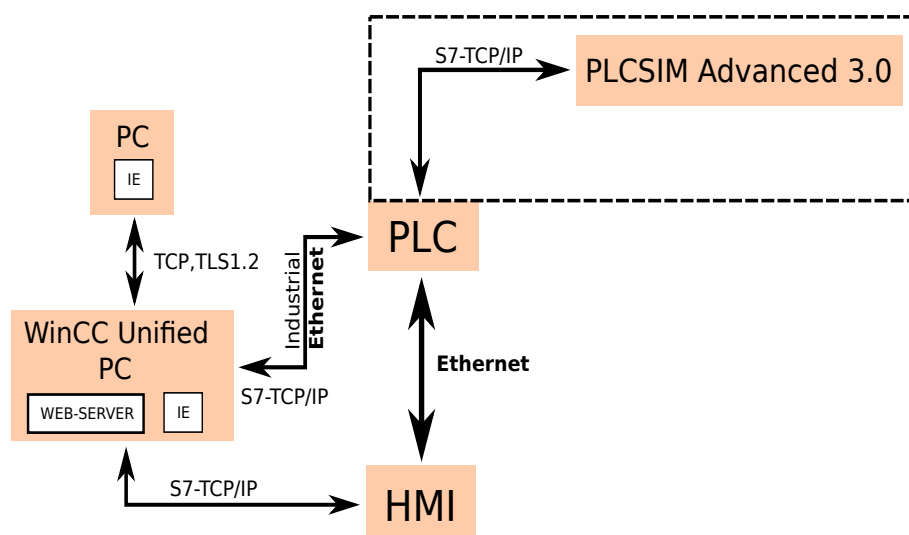 S7-TCP/IP
PLCSIM Advanced 3.0
PC
IE
PLC
TCP,TLS1.2
Industrial
Ethernet
WinCC Unified
PC
Ethernet
S7-TCP/IP
WEB-SERVER
IE
S7-TCP/IP
HMI